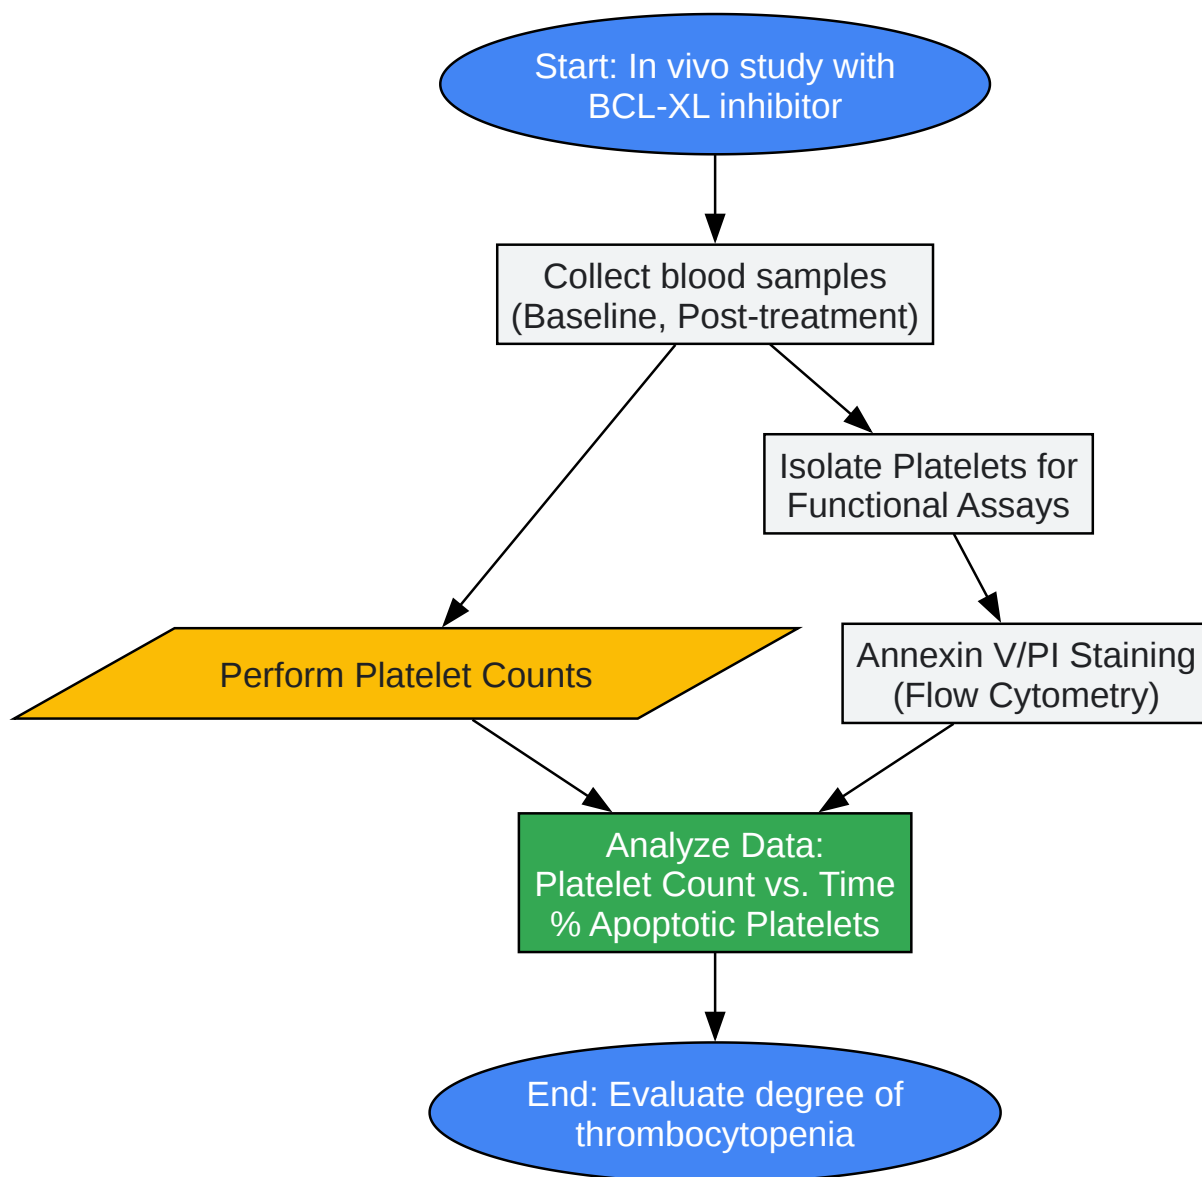 Start: In vivo study with
BCL-XL inhibitor
Collect blood samples
(Baseline, Post-treatment)
Isolate Platelets for
Functional Assays
Perform Platelet Counts
Annexin V/PI Staining
(Flow Cytometry)
Analyze Data:
Platelet Count vs. Time
% Apoptotic Platelets
End: Evaluate degree of
thrombocytopenia